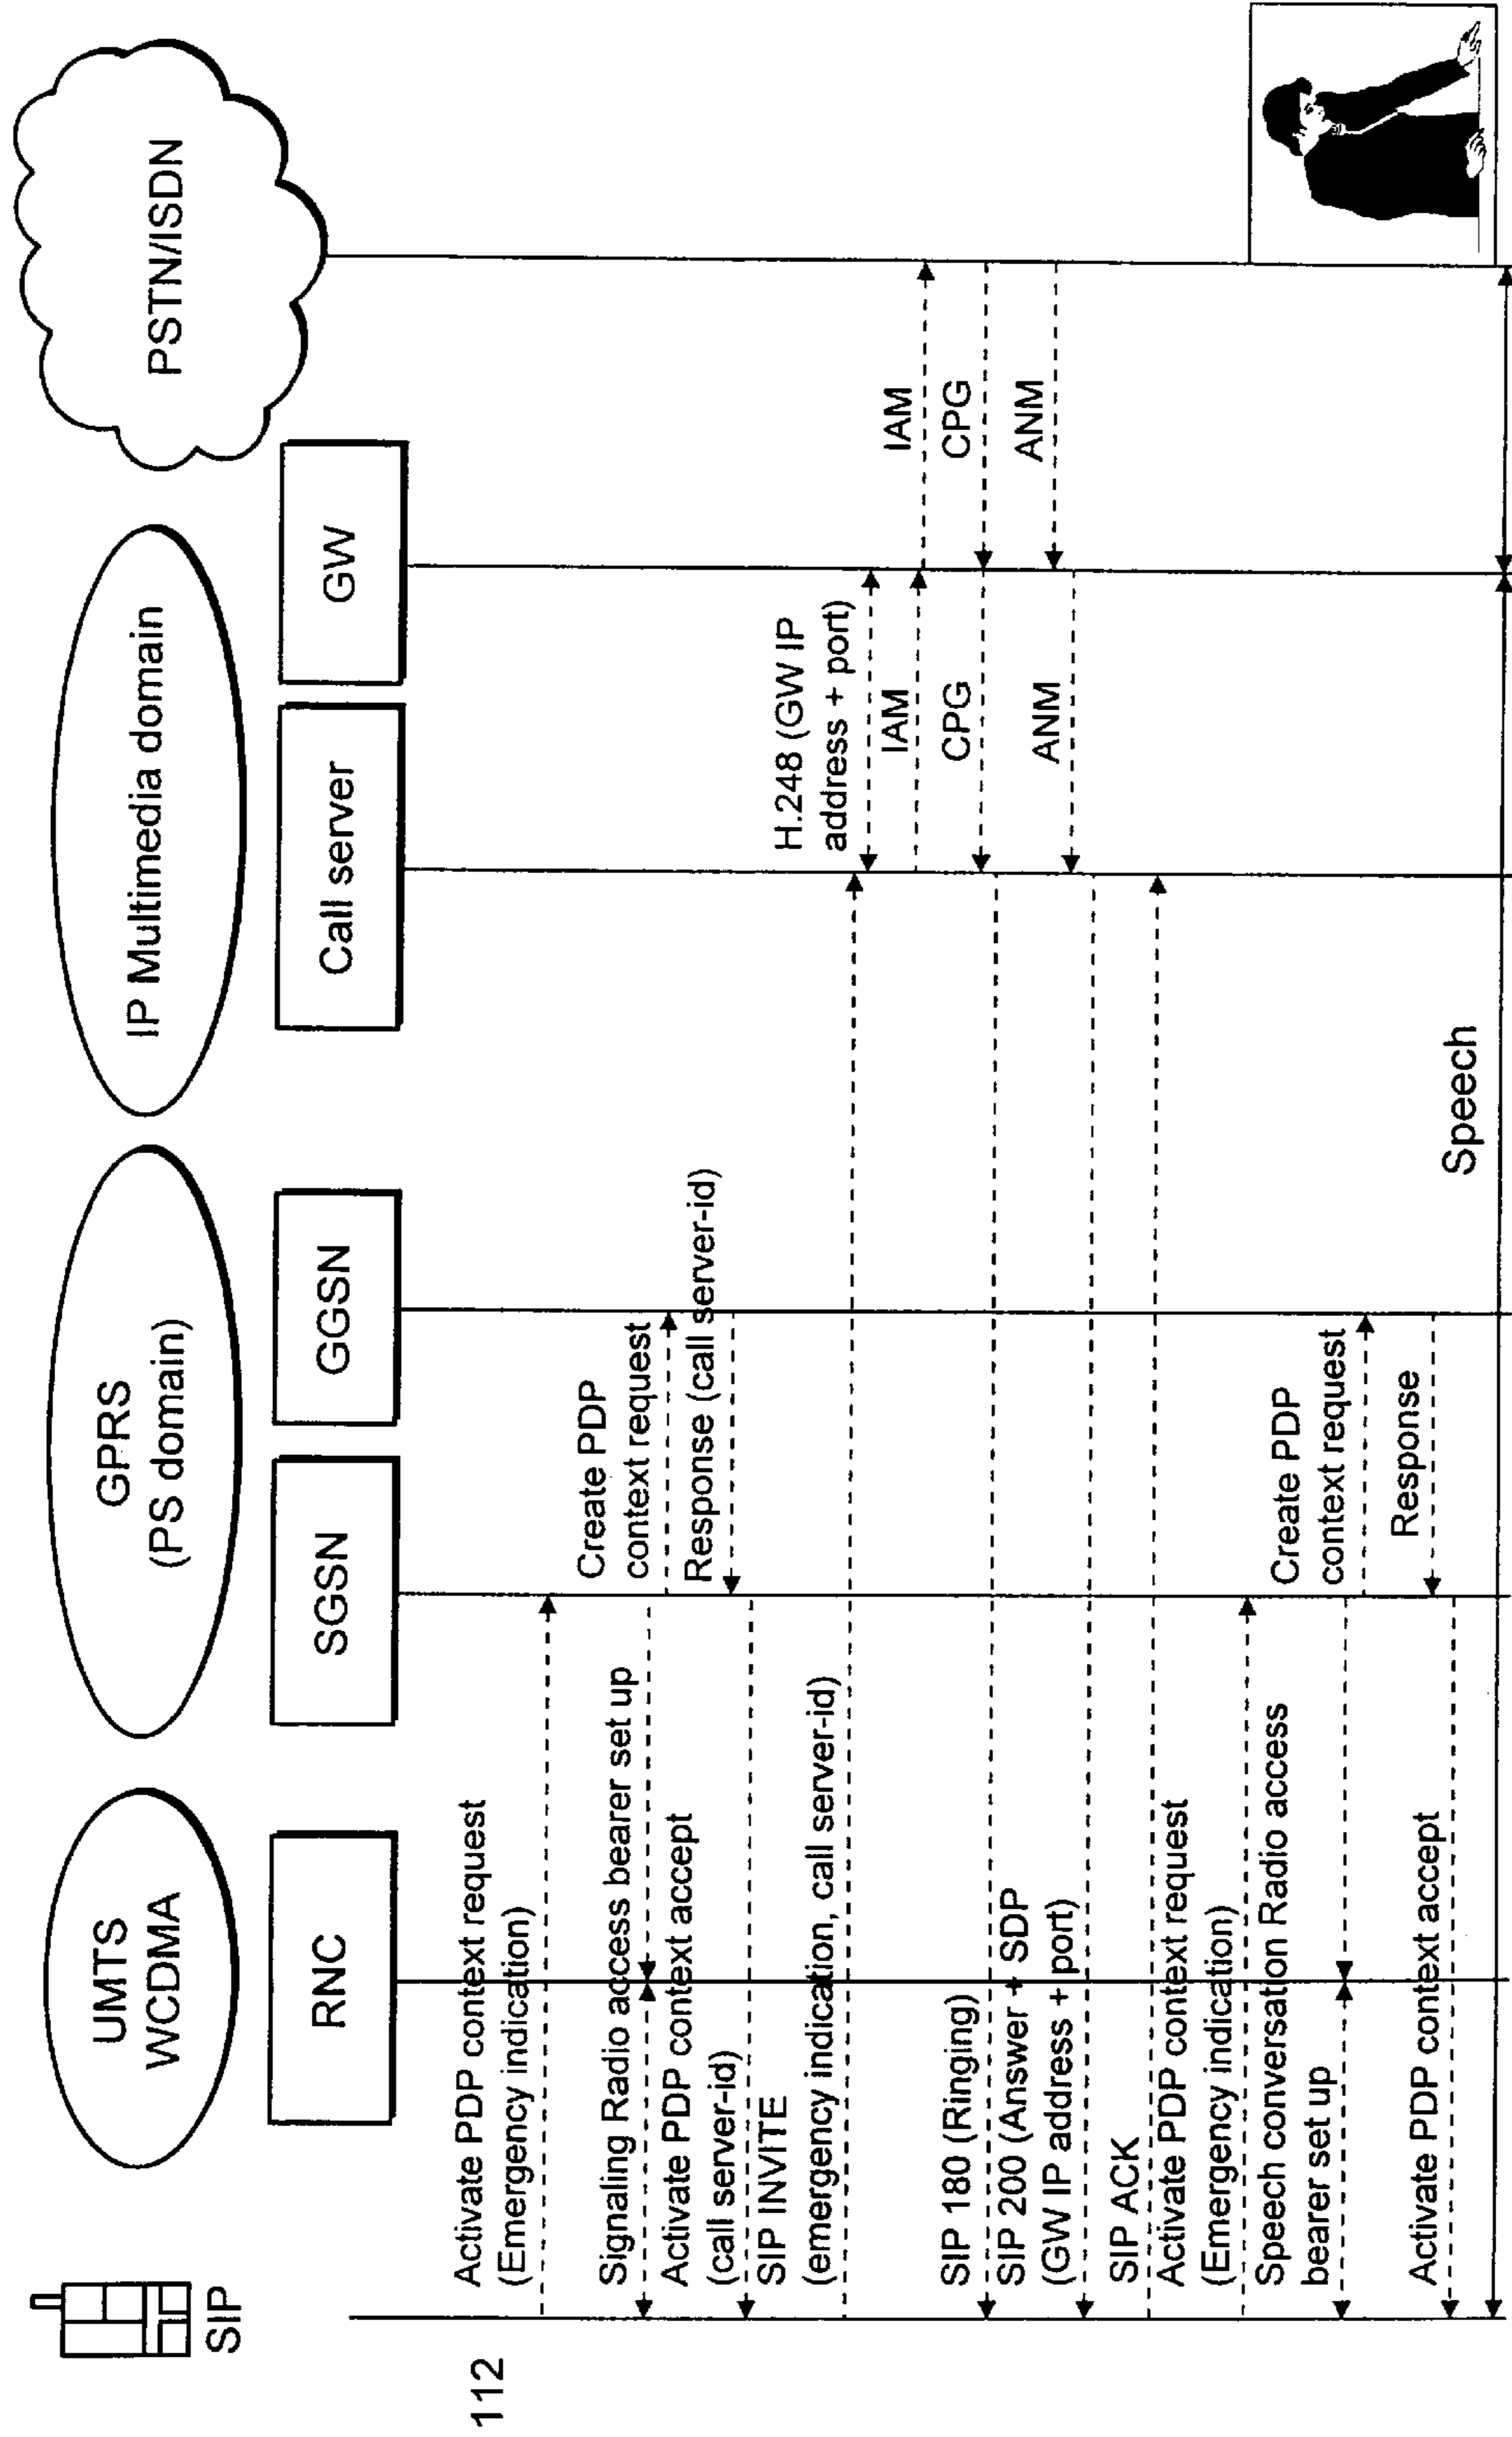 UMTS
WCDMA
GPRS
(PS domain)
IP Multimedia domain
PSTN/ISDN
SIP
RNC
SGSN
GGSN
Call server
GW
112
Activate PDP context request
(Emergency indication)
Signaling Radio access bearer set up
Create PDP
context request
Activate PDP context accept
(call server-id)
Response (call server-id)
SIP INVITE
(emergency indication, call server-id)
H.248 (GW IP
address + port)
IAM
IAM
CPG
CPG
SIP 180 (Ringing)
ANM
ANM
SIP 200 (Answer + SDP
(GW IP address + port)
SIP ACK
Activate PDP context request
(Emergency indication)
Speech conversation Radio access
bearer set up
Create PDP
context request
Response
Activate PDP context accept
Speech